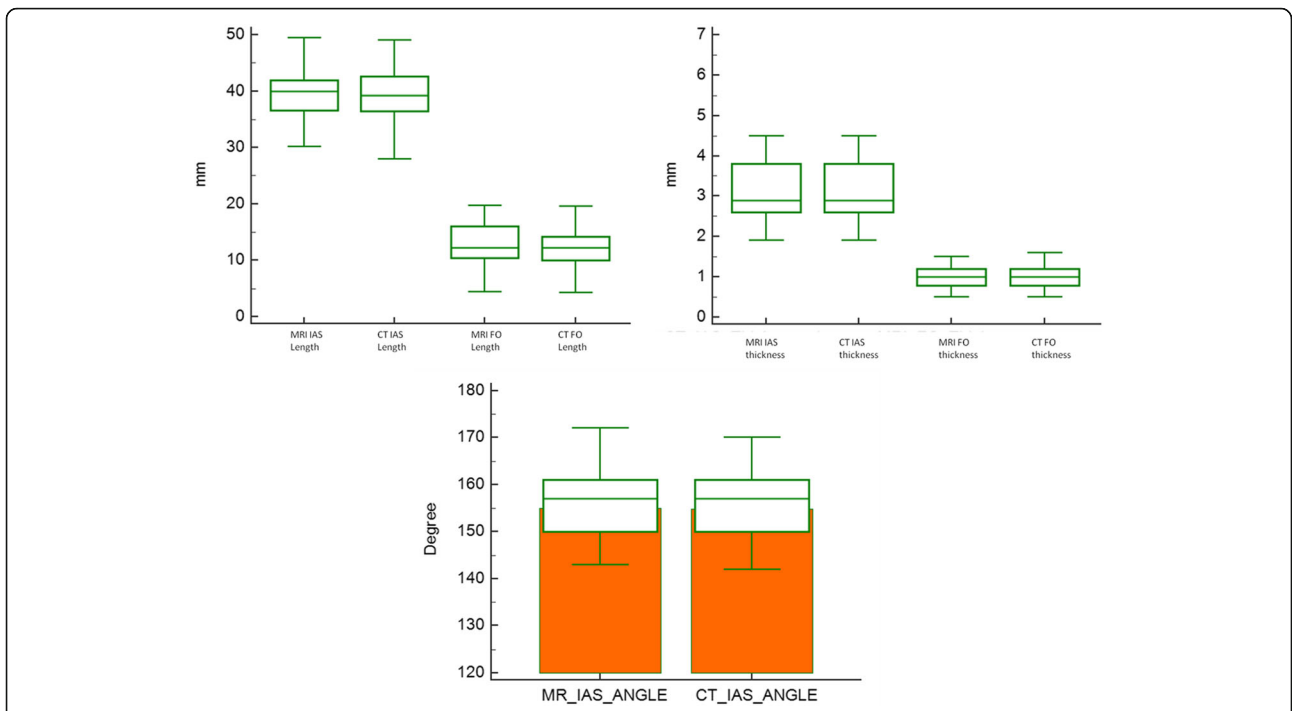 50
40
30
20
10
0
mm
MRI IAS
Length
CT IAS
Length
MRI FO
Length
CT FO
Length
7
6
5
4
3
2
1
0
mm
MRI IAS
thickness
CT IAS
thickness
MRI FO
thickness
CT FO
thickness
180
170
160
150
140
130
120
Degree
MR_IAS_ANGLE
CT_IAS_ANGLE